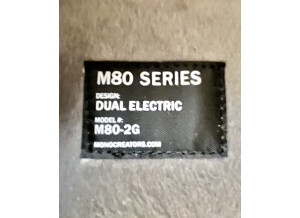 M80 SERIES
DESIGN:
DUAL ELECTRIC
MODEL #:
M80-2G
MONOCREATORS.COM